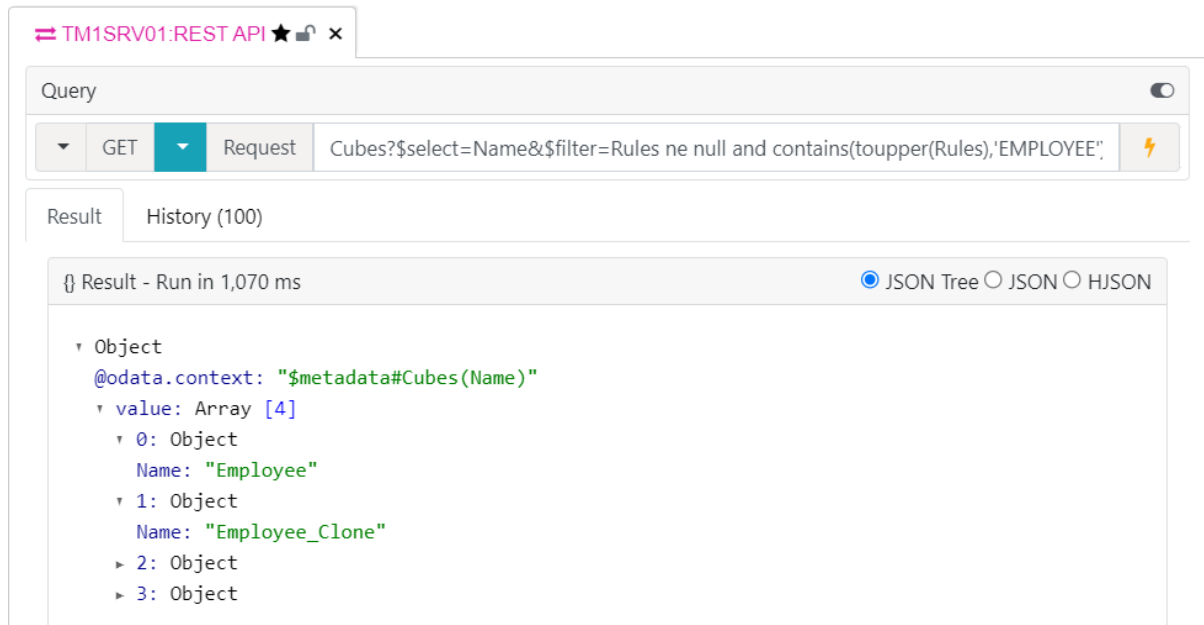 TM1SRV01:REST API
Query
GET Request Cubes?$select=Name&$filter=Rules ne null and contains(toupper(Rules),'EMPLOYEE')
Result History (100)
{} Result - Run in 1,070 ms JSON Tree JSON HJSON
Object
@odata.context: "$metadata#Cubes(Name)"
value: Array [4]
0: Object
Name: "Employee"
1: Object
Name: "Employee_Clone"
2: Object
3: Object